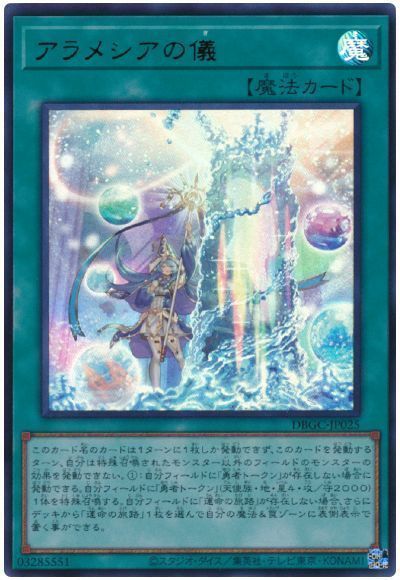 アラメシアの儀
魔
【魔法カード】
DBGC-JP025
このカード名のカードは1ターンに1枚しか発動できず、このカードを発動する
ターン、自分は特殊召喚されたモンスター以外のフィールドのモンスターの
効果を発動できない。①:自分フィールドに「勇者トークン」が存在しない場合に
発動できる。自分フィールドに「勇者トークン」(天使族・地・星4・攻/守2000)
1体を特殊召喚する。自分フィールドに「運命の旅路」が存在しない場合、さらに
デッキから「運命の旅路」1枚を選んで自分の魔法&罠ゾーンに表側表示で
置く事ができる。
03285551
©スタジオ・ダイス/集英社・テレビ東京・KONAMI